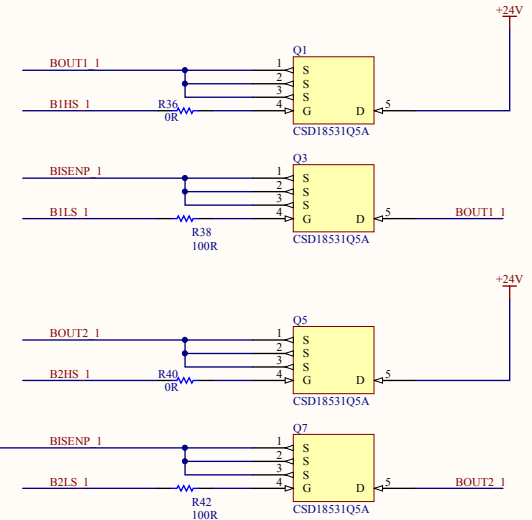 +24V
Q1
BOUT1_1 1 S
2 S
3 S
B1HS_1 R36 4 G D 5
0R
CSD18531Q5A
Q3
BISENP_1 1 S
2 S
3 S
B1LS_1 4 G D 5 BOUT1_1
R38
100R
CSD18531Q5A
+24V
Q5
BOUT2_1 1 S
2 S
3 S
B2HS_1 R40 4 G D 5
0R
CSD18531Q5A
Q7
BISENP_1 1 S
2 S
3 S
B2LS_1 4 G D 5 BOUT2_1
R42
100R
CSD18531Q5A